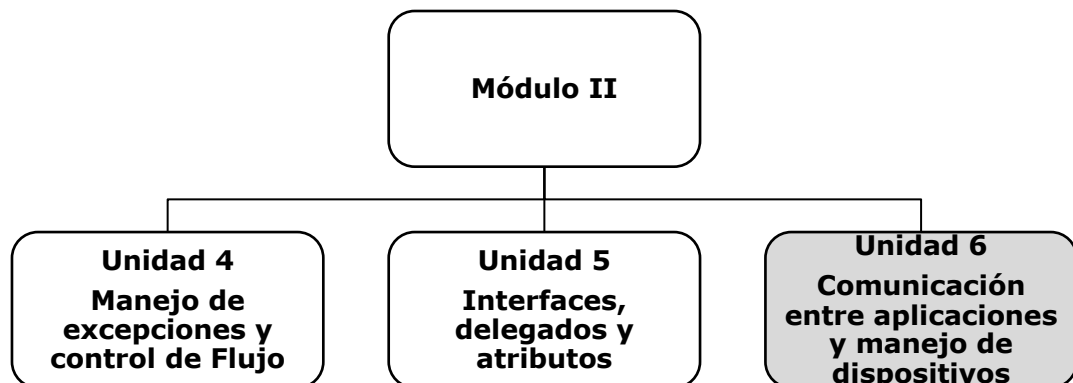 Módulo II
Unidad 4
Manejo de
excepciones y
control de Flujo
Unidad 5
Interfaces,
delegados y
atributos
Unidad 6
Comunicación
entre aplicaciones
y manejo de
dispositivos